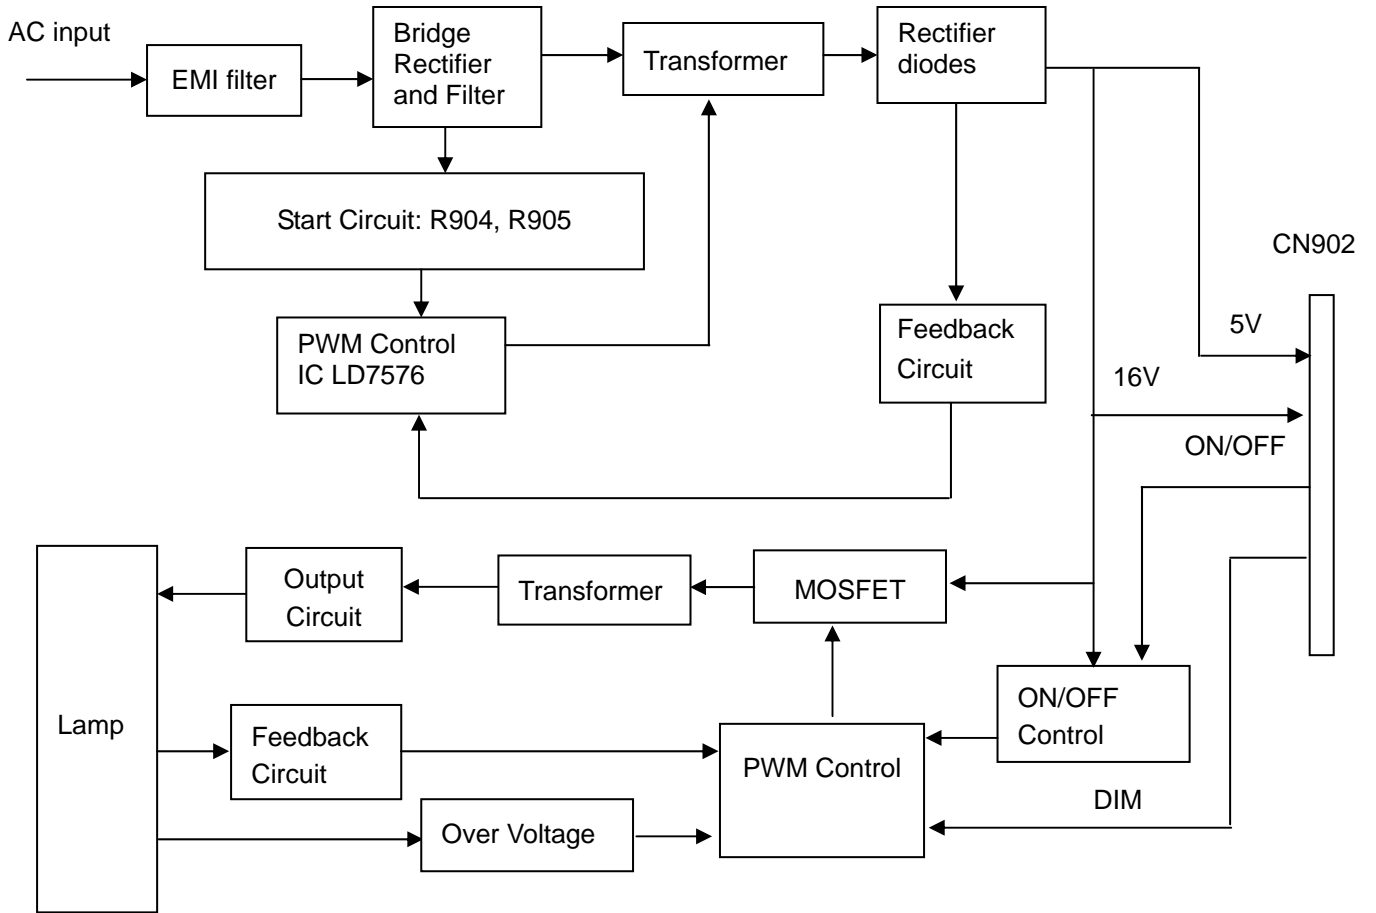 AC input
EMI filter
Bridge
Rectifier
and Filter
Transformer
Rectifier
diodes
Start Circuit: R904, R905
CN902
PWM Control
IC LD7576
Feedback
Circuit
5V
16V
ON/OFF
Output
Circuit
Transformer
MOSFET
Lamp
Feedback
Circuit
ON/OFF
Control
PWM Control
DIM
Over Voltage